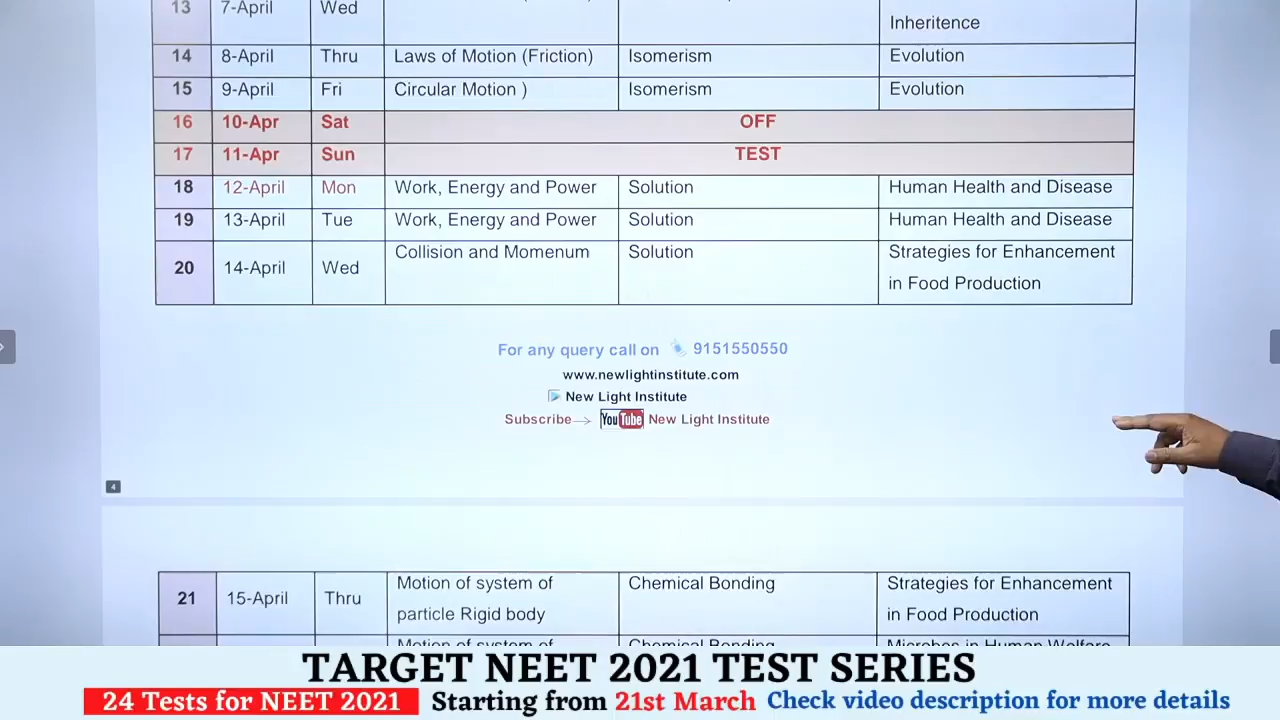 13 7-April Wed
Inheritence
14 8-April Thru Laws of Motion (Friction) Isomerism Evolution
15 9-April Fri Circular Motion ) Isomerism Evolution
16 10-Apr Sat OFF
17 11-Apr Sun TEST
18 12-April Mon Work, Energy and Power Solution Human Health and Disease
19 13-April Tue Work, Energy and Power Solution Human Health and Disease
20 14-April Wed Collision and Momenum Solution Strategies for Enhancement
in Food Production
For any query call on 9151550550
www.newlightinstitute.com
New Light Institute
Subscribe→ YouTube New Light Institute
4
21 15-April Thru Motion of system of Chemical Bonding Strategies for Enhancement
particle Rigid body in Food Production
Motion of system of Chemical Bonding Microbes in Human Welfare
TARGET NEET 2021 TEST SERIES
24 Tests for NEET 2021 Starting from 21st March Check video description for more details